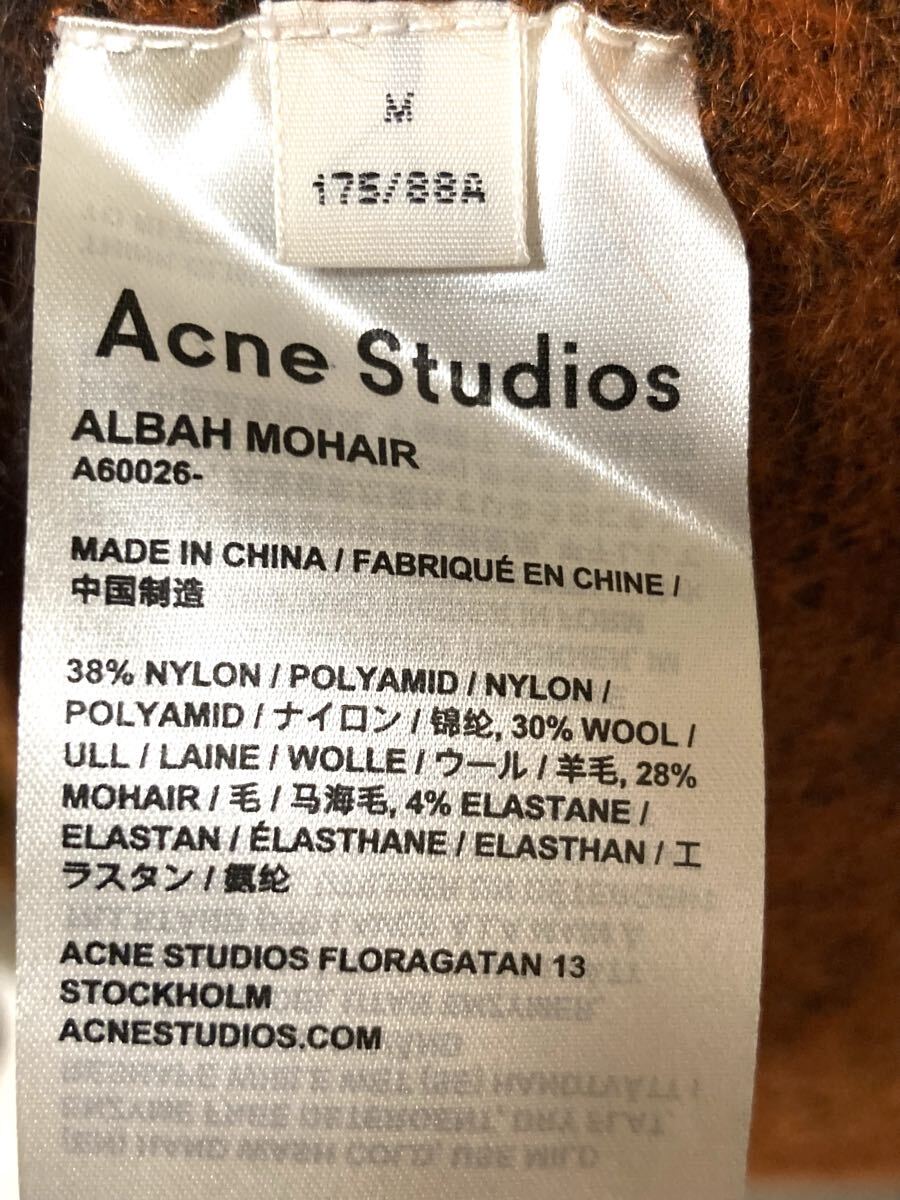 M
175/88A
Acne Studios
ALBAH MOHAIR
A60026-
MADE IN CHINA / FABRIQUÉ EN CHINE /
中国制造
38% NYLON / POLYAMID / NYLON /
POLYAMID / ナイロン / 锦纶, 30% WOOL /
ULL / LAINE / WOLLE / ウール / 羊毛, 28%
MOHAIR / 毛 / 马海毛, 4% ELASTANE /
ELASTAN / ÉLASTHANE / ELASTHAN / エ
ラスタン / 氨纶
ACNE STUDIOS FLORAGATAN 13
STOCKHOLM
ACNESTUDIOS.COM